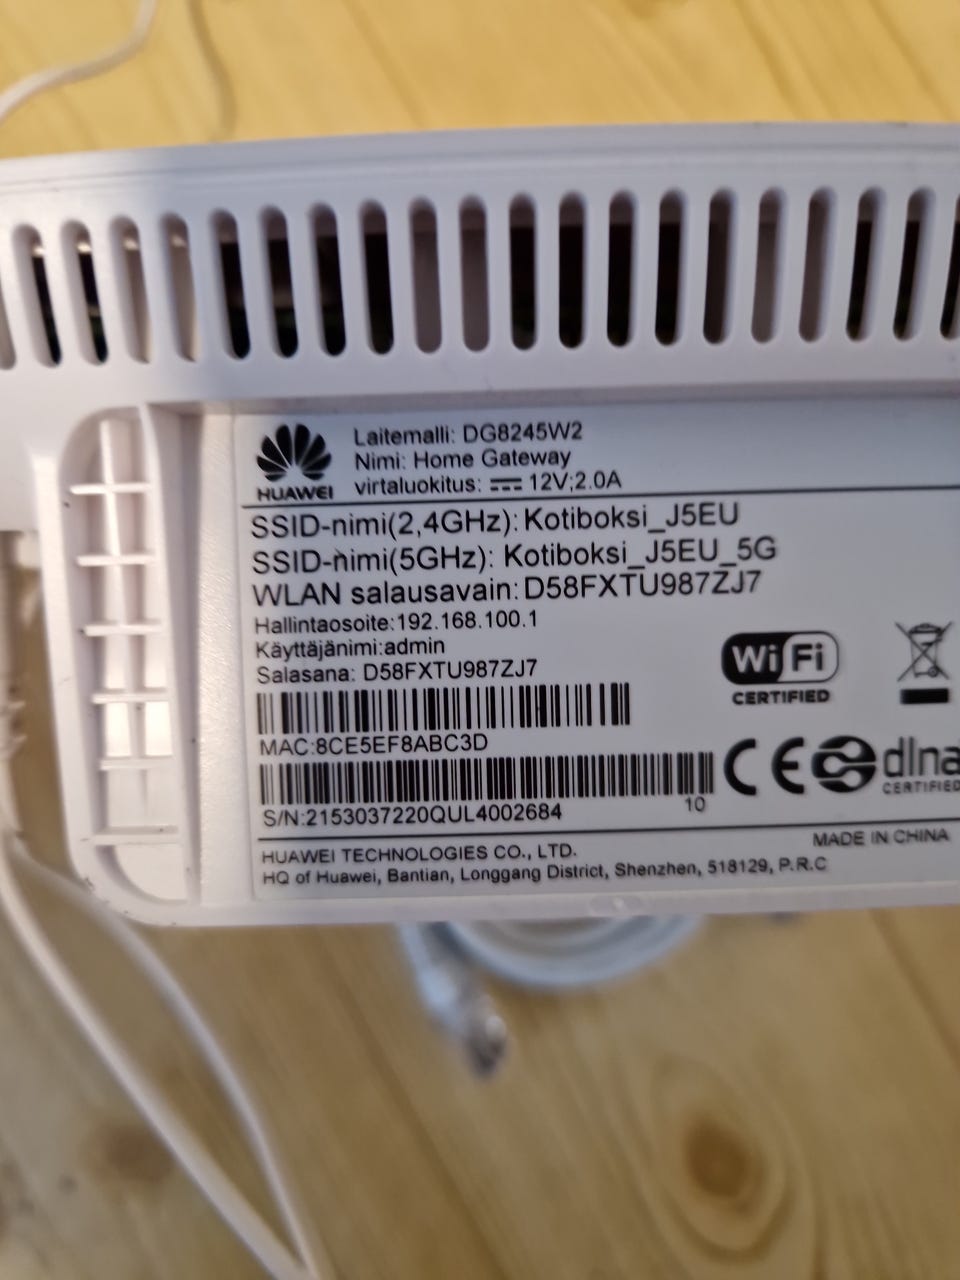 HUAWEI
Laitemalli: DG8245W2
Nimi: Home Gateway
virtaluokitus: 12V;2.0A
SSID-nimi(2,4GHz): Kotiboksi_J5EU
SSID-nimi(5GHz): Kotiboksi_J5EU_5G
WLAN salausavain: D58FXTU987ZJ7
Hallintaosoite:192.168.100.1
Käyttäjänimi:admin
Salasana: D58FXTU987ZJ7
Wi Fi
CERTIFIED
MAC:8CE5EF8ABC3D
CE
dlna
CERTIFIED
10
S/N:2153037220QUL4002684
MADE IN CHINA
HUAWEI TECHNOLOGIES CO., LTD.
HQ of Huawei, Bantian, Longgang District, Shenzhen, 518129, P.R.C